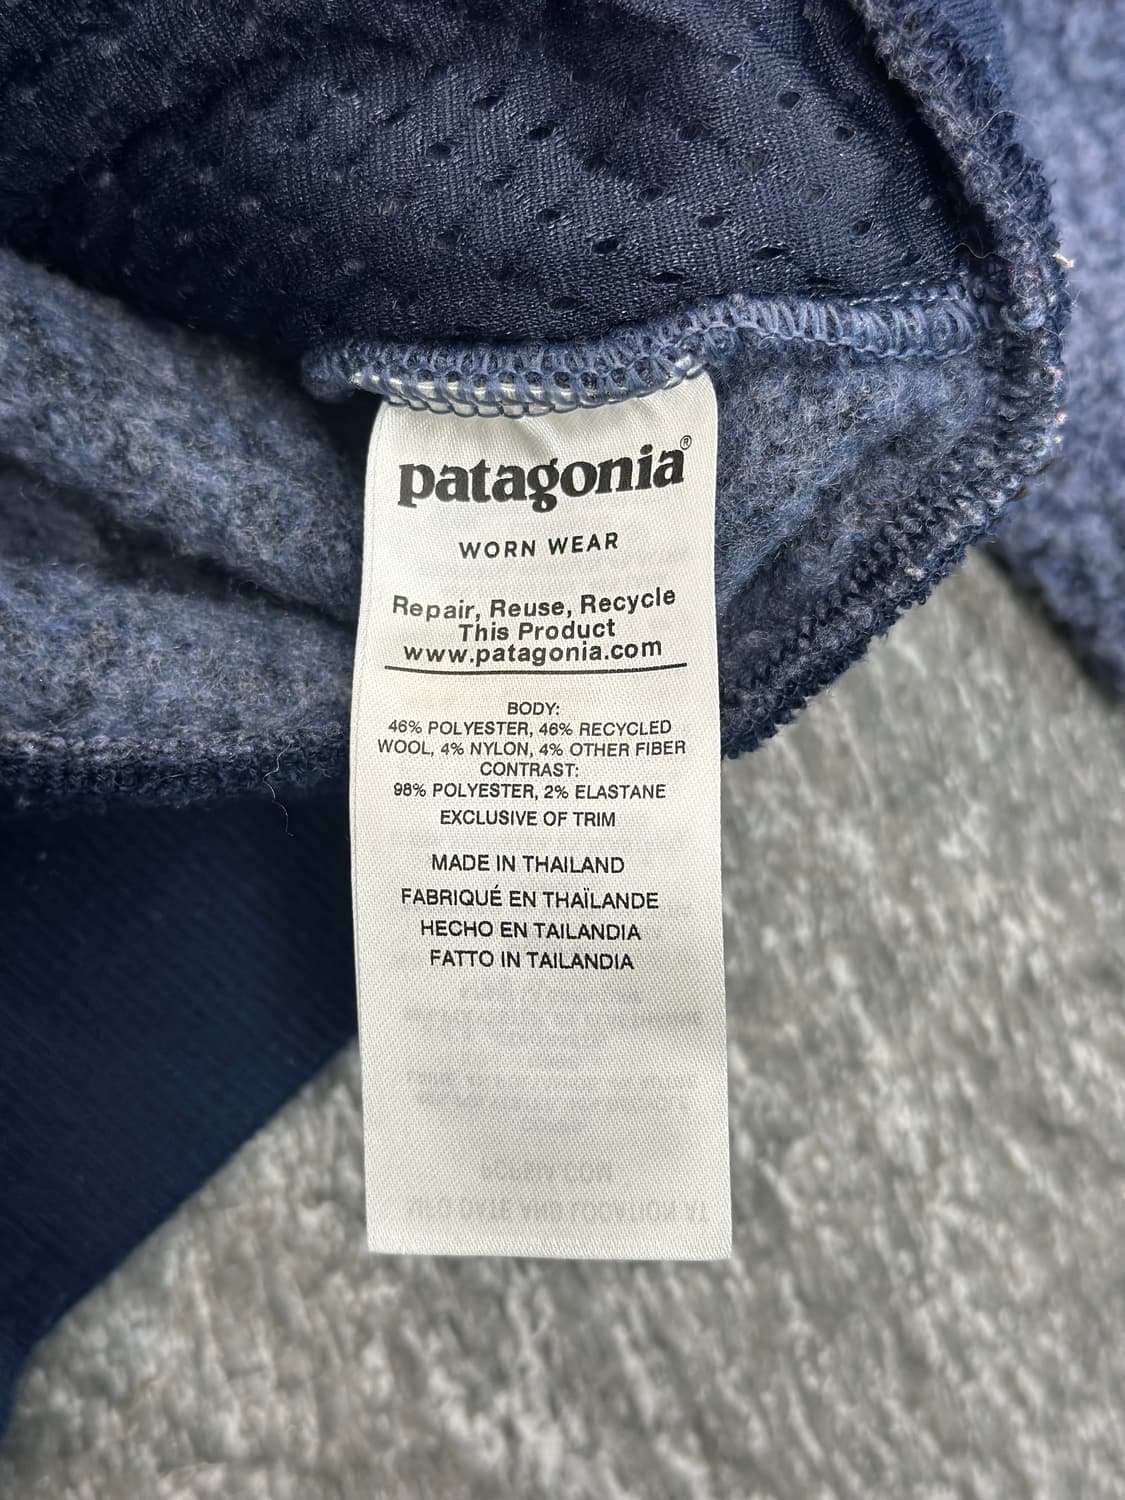 patagonia®
WORN WEAR
Repair, Reuse, Recycle
This Product
www.patagonia.com
BODY:
46% POLYESTER, 46% RECYCLED
WOOL, 4% NYLON, 4% OTHER FIBER
CONTRAST:
98% POLYESTER, 2% ELASTANE
EXCLUSIVE OF TRIM
MADE IN THAILAND
FABRIQUÉ EN THAÏLANDE
HECHO EN TAILANDIA
FATTO IN TAILANDIA